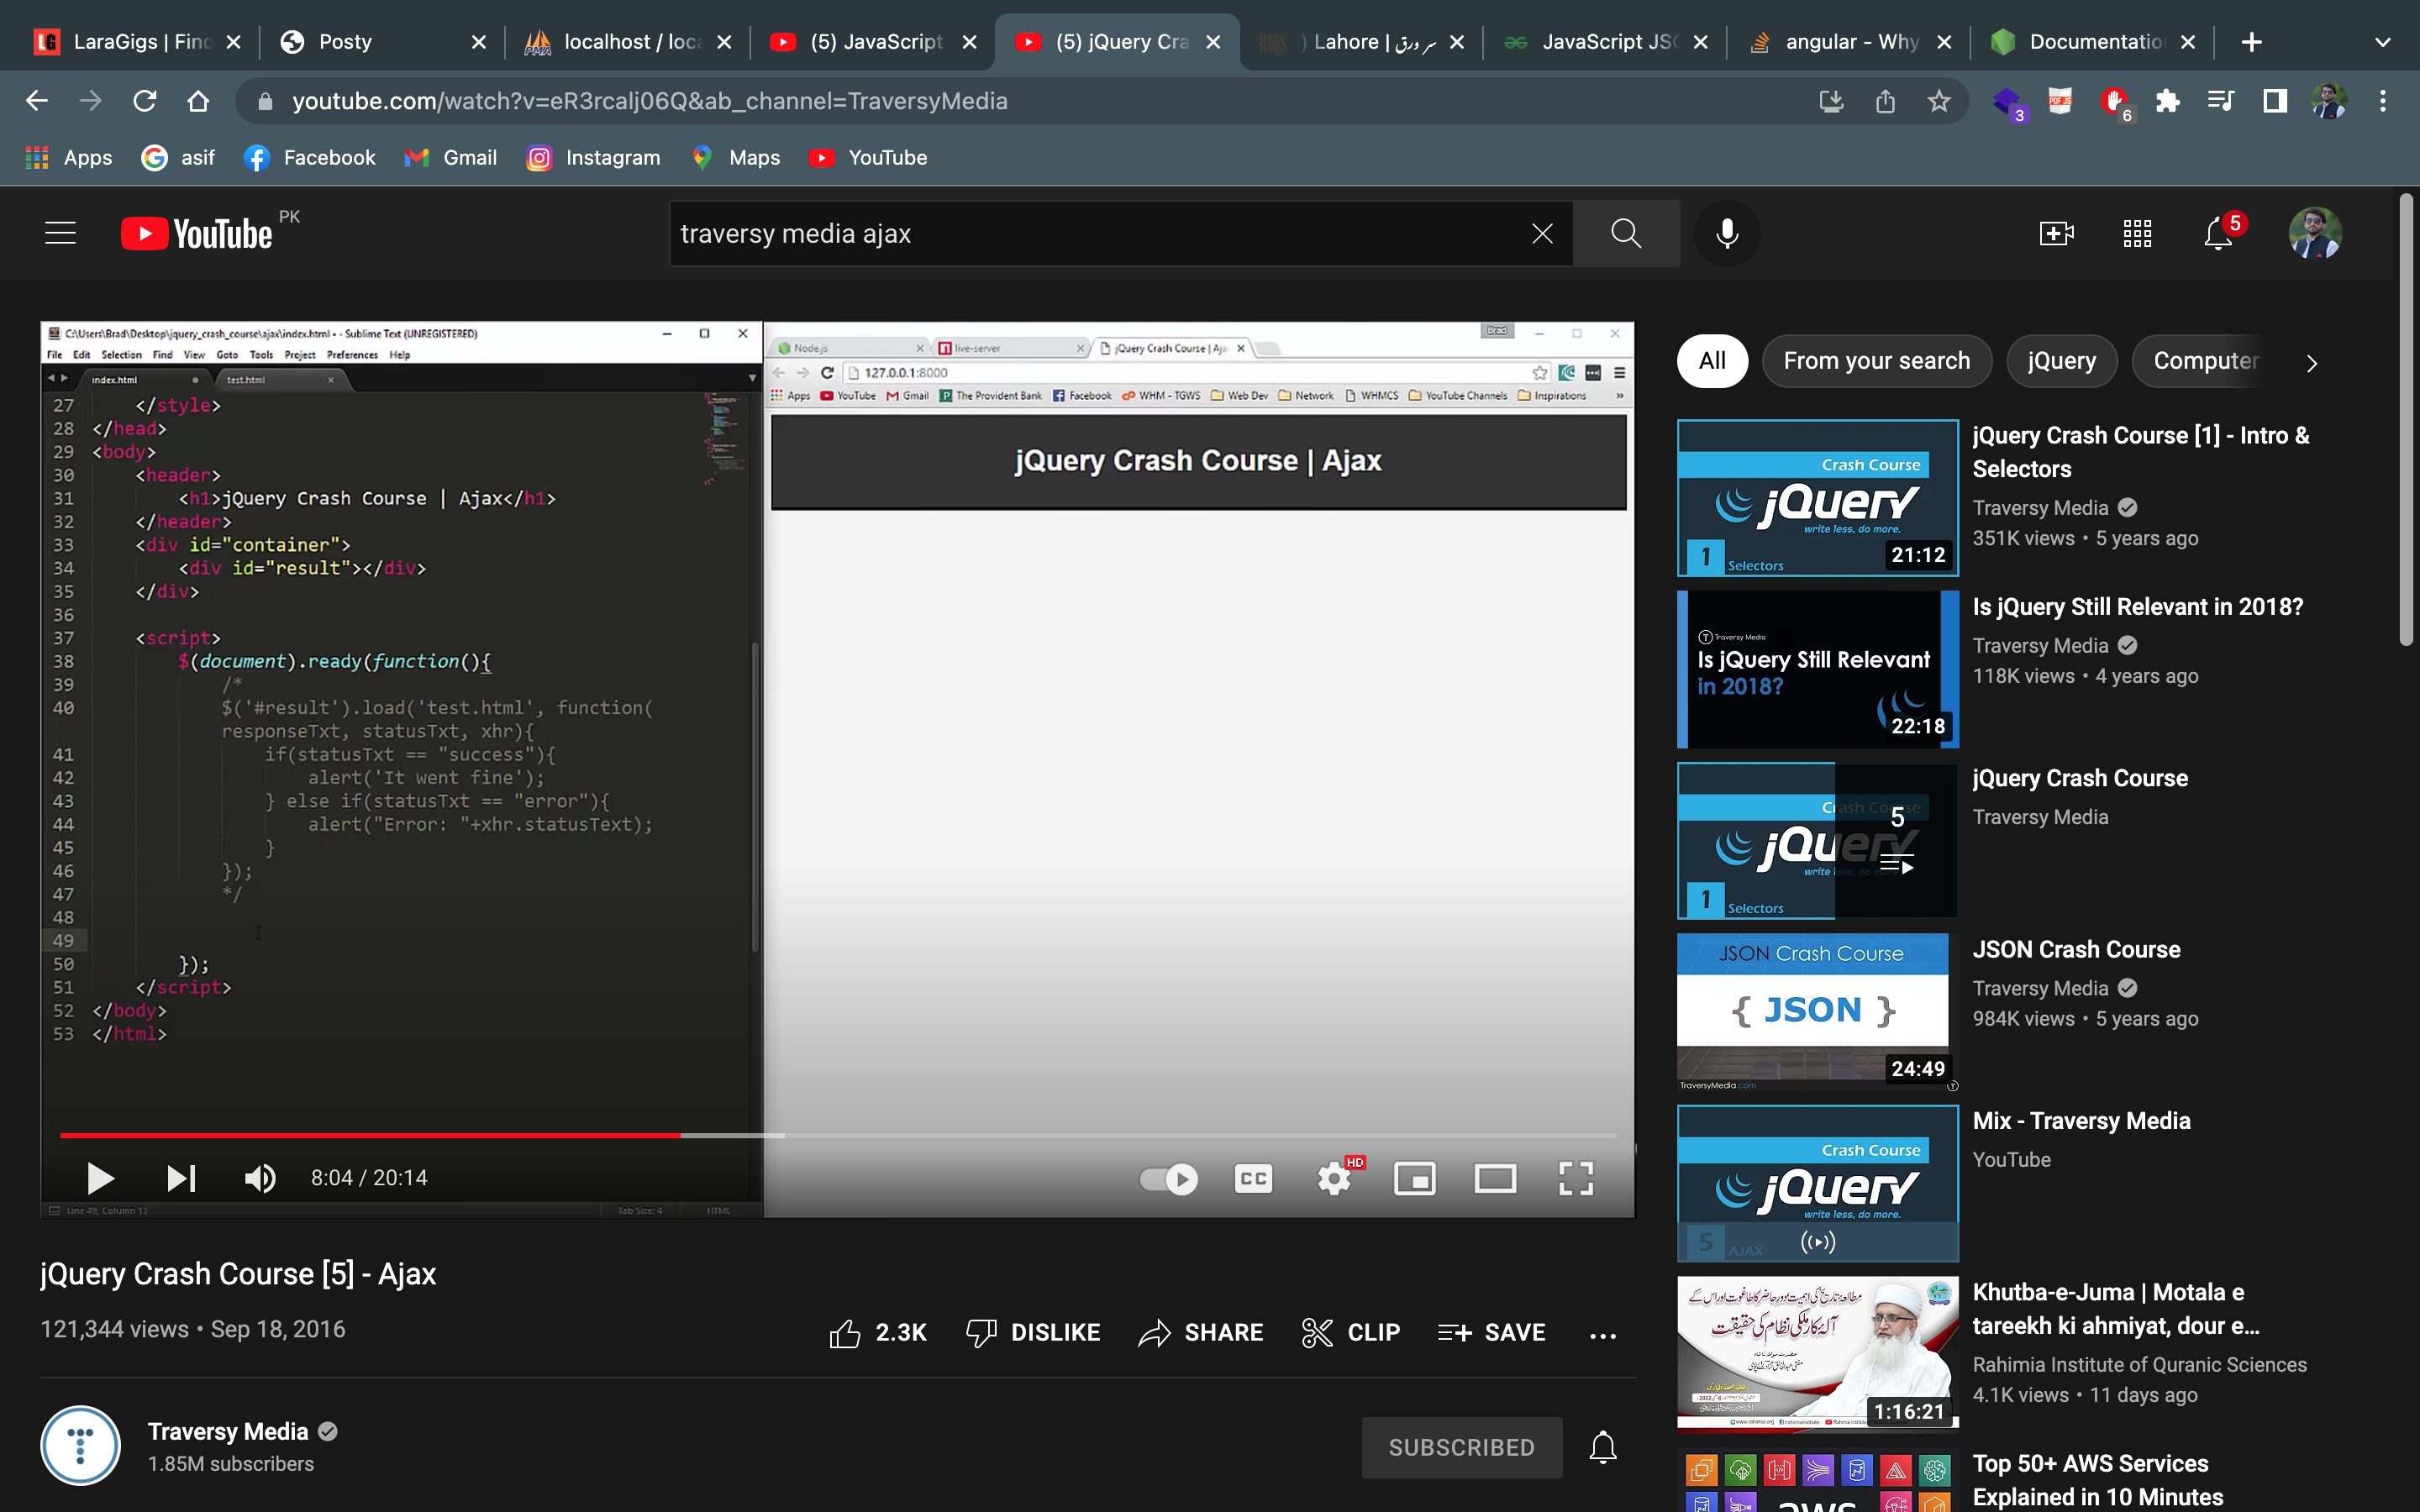 LaraGigs | Find
Posty
localhost / loca
(5) JavaScript
(5) jQuery Cra
Lahore | سر ورق
JavaScript JSO
angular - Why
Documentatio
youtube.com/watch?v=eR3rcalj06Q&ab_channel=TraversyMedia
3
PDF JS
6
Apps
asif
Facebook
Gmail
Instagram
Maps
YouTube
YouTube PK
traversy media ajax
5
C:\Users\Brad\Desktop\jquery_crash_course\ajax\index.html • - Sublime Text (UNREGISTERED)
File Edit Selection Find View Goto Tools Project Preferences Help
index.html
test.html
27 </style>
28 </head>
29 <body>
30 <header>
31 <h1>jQuery Crash Course | Ajax</h1>
32 </header>
33 <div id="container">
34 <div id="result"></div>
35 </div>
36
37 <script>
38 $(document).ready(function(){
39 /*
40 $('#result').load('test.html', function(
responseTxt, statusTxt, xhr){
41 if(statusTxt == "success"){
42 alert('It went fine');
43 } else if(statusTxt == "error"){
44 alert("Error: "+xhr.statusText);
45 }
46 });
47 */
48
49
50 });
51 </script>
52 </body>
53 </html>
Line 49, Column 13
Tab Size: 4
HTML
Brad
Node.js
live-server
jQuery Crash Course | Aja
127.0.0.1:8000
Apps YouTube Gmail The Provident Bank Facebook WHM - TGWS Web Dev Network WHMCS YouTube Channels Inspirations »
jQuery Crash Course | Ajax
8:04 / 20:14
CC
HD
jQuery Crash Course [5] - Ajax
121,344 views • Sep 18, 2016
2.3K
DISLIKE
SHARE
CLIP
SAVE
Traversy Media
1.85M subscribers
SUBSCRIBED
All
From your search
jQuery
Computer
Crash Course
jQuery
write less, do more.
1 Selectors
21:12
jQuery Crash Course [1] - Intro &
Selectors
Traversy Media
351K views • 5 years ago
Traversy Media
Is jQuery Still Relevant
in 2018?
22:18
Is jQuery Still Relevant in 2018?
Traversy Media
118K views • 4 years ago
Crash Course
jQuery
write less, do more.
1 Selectors
5
jQuery Crash Course
Traversy Media
JSON Crash Course
{ JSON }
TraversyMedia.com
24:49
JSON Crash Course
Traversy Media
984K views • 5 years ago
Crash Course
jQuery
write less, do more.
5 AJAX
Mix - Traversy Media
YouTube
1:16:21
Khutba-e-Juma | Motala e
tareekh ki ahmiyat, dour e...
Rahimia Institute of Quranic Sciences
4.1K views • 11 days ago
aws
Top 50+ AWS Services
Explained in 10 Minutes